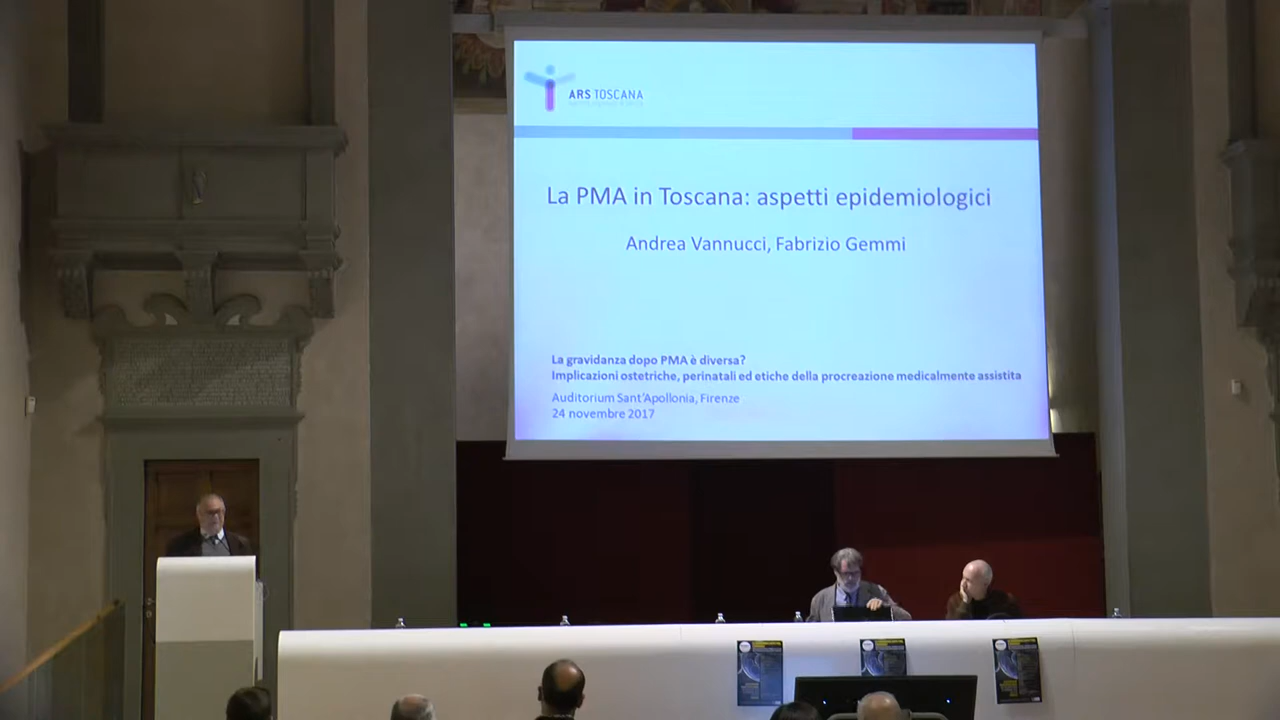 ARS TOSCANA
La PMA in Toscana: aspetti epidemiologici
Andrea Vannucci, Fabrizio Gemmi
La gravidanza dopo PMA è diversa?
Implicazioni ostetriche, perinatali ed etiche della procreazione medicalmente assistita
Auditorium Sant'Apollonia, Firenze
24 novembre 2017